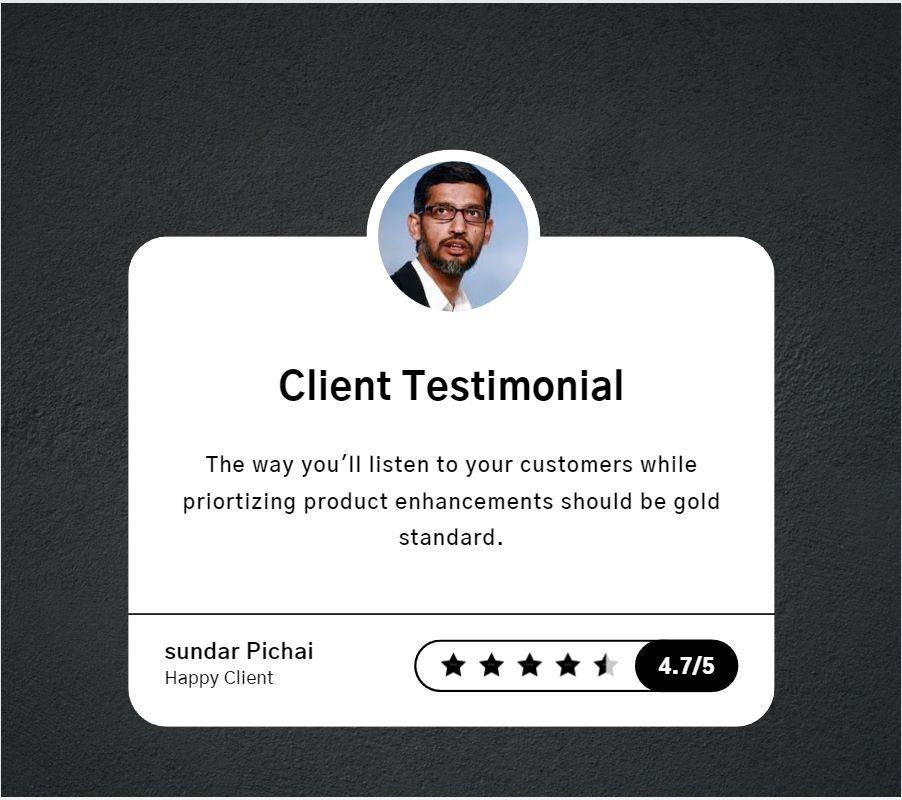 Client Testimonial
The way you'll listen to your customers while
priortizing product enhancements should be gold
standard.
sundar Pichai
Happy Client
4.7/5